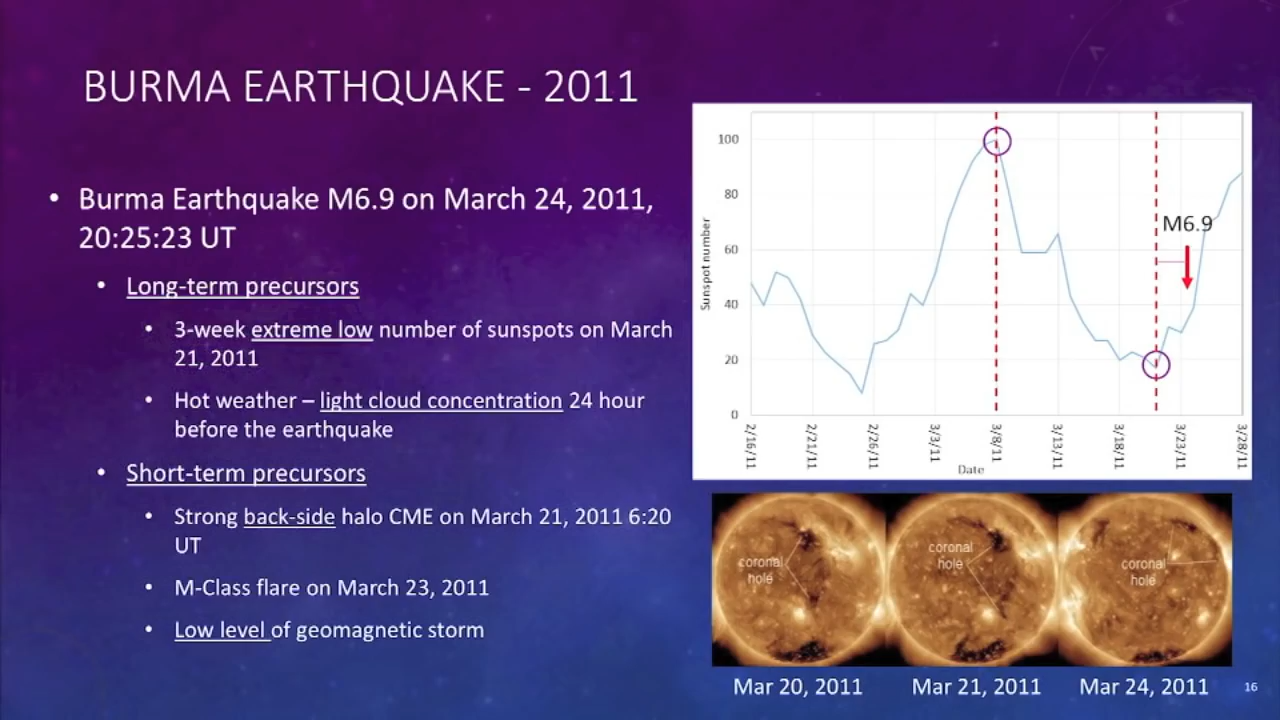 BURMA EARTHQUAKE - 2011
• Burma Earthquake M6.9 on March 24, 2011,
20:25:23 UT
• Long-term precursors
• 3-week extreme low number of sunspots on March
21, 2011
• Hot weather – light cloud concentration 24 hour
before the earthquake
• Short-term precursors
• Strong back-side halo CME on March 21, 2011 6:20
UT
• M-Class flare on March 23, 2011
• Low level of geomagnetic storm
Sunspot number
100
80
60
40
20
0
M6.9
2/16/11
2/21/11
2/26/11
3/3/11
3/8/11
3/13/11
3/18/11
3/23/11
3/28/11
Date
coronal
hole
coronal
hole
coronal
hole
Mar 20, 2011
Mar 21, 2011
Mar 24, 2011
16